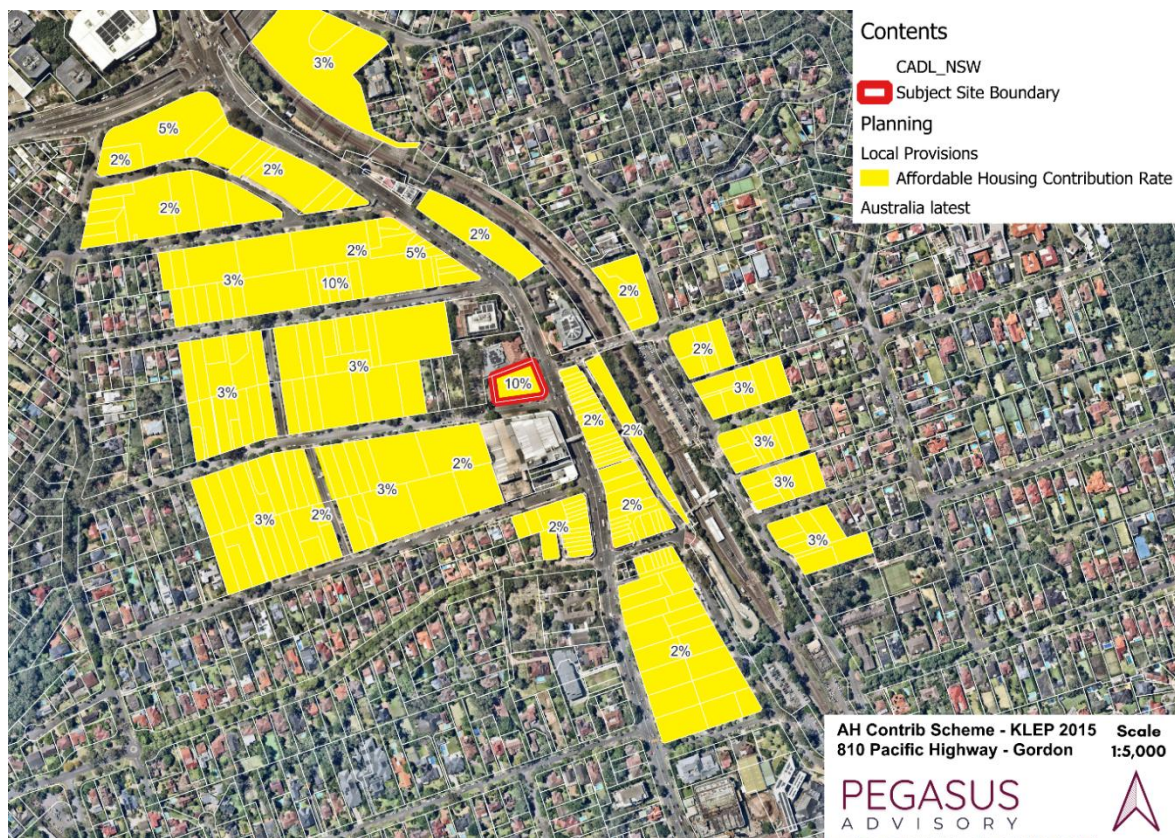 Contents
CADL_NSW
Subject Site Boundary
Planning
Local Provisions
Affordable Housing Contribution Rate
Australia latest
3%
5%
2%
2%
2%
2%
2%
5%
3%
10%
2%
3%
3%
10%
2%
3%
2%
2%
3%
2%
3%
3%
2%
3%
2%
2%
3%
2%
AH Contrib Scheme - KLEP 2015
810 Pacific Highway - Gordon
Scale
1:5,000
PEGASUS
ADVISORY